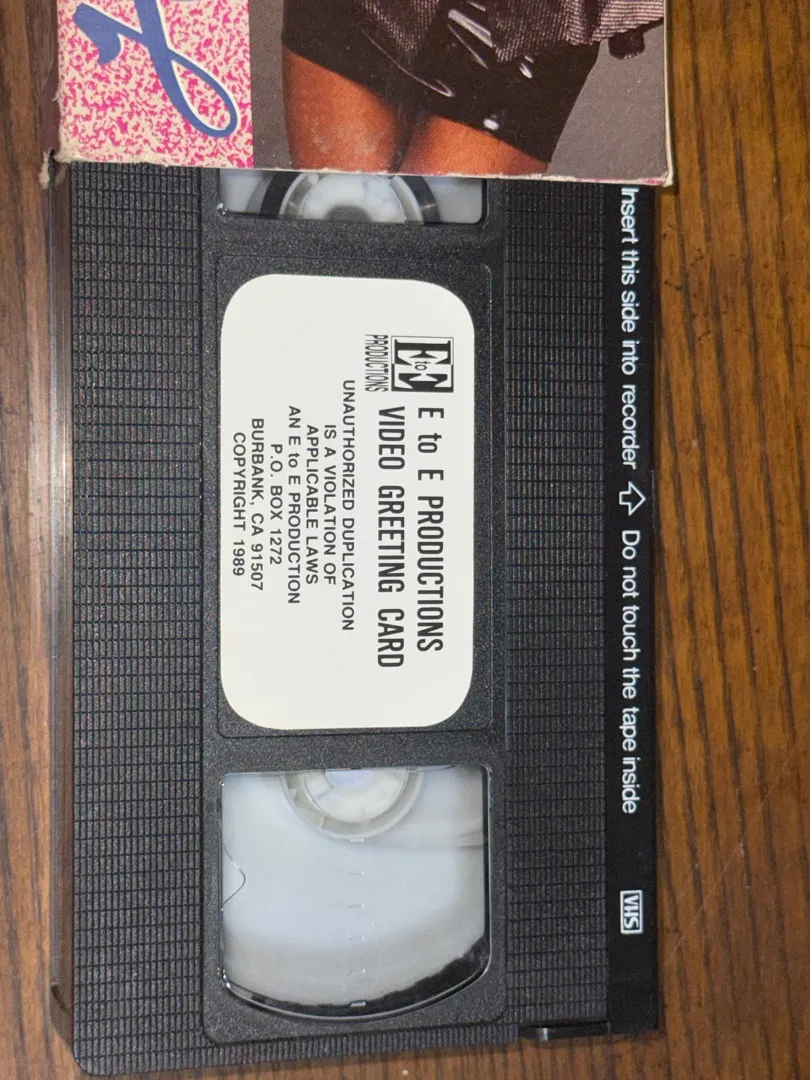 Insert this side into recorder ⇧ Do not touch the tape inside
VHS
E to E
PRODUCTIONS
E to E PRODUCTIONS
VIDEO GREETING CARD
UNAUTHORIZED DUPLICATION
IS A VIOLATION OF
APPLICABLE LAWS
AN E to E PRODUCTION
P.O. BOX 1272
BURBANK, CA 91507
COPYRIGHT 1989